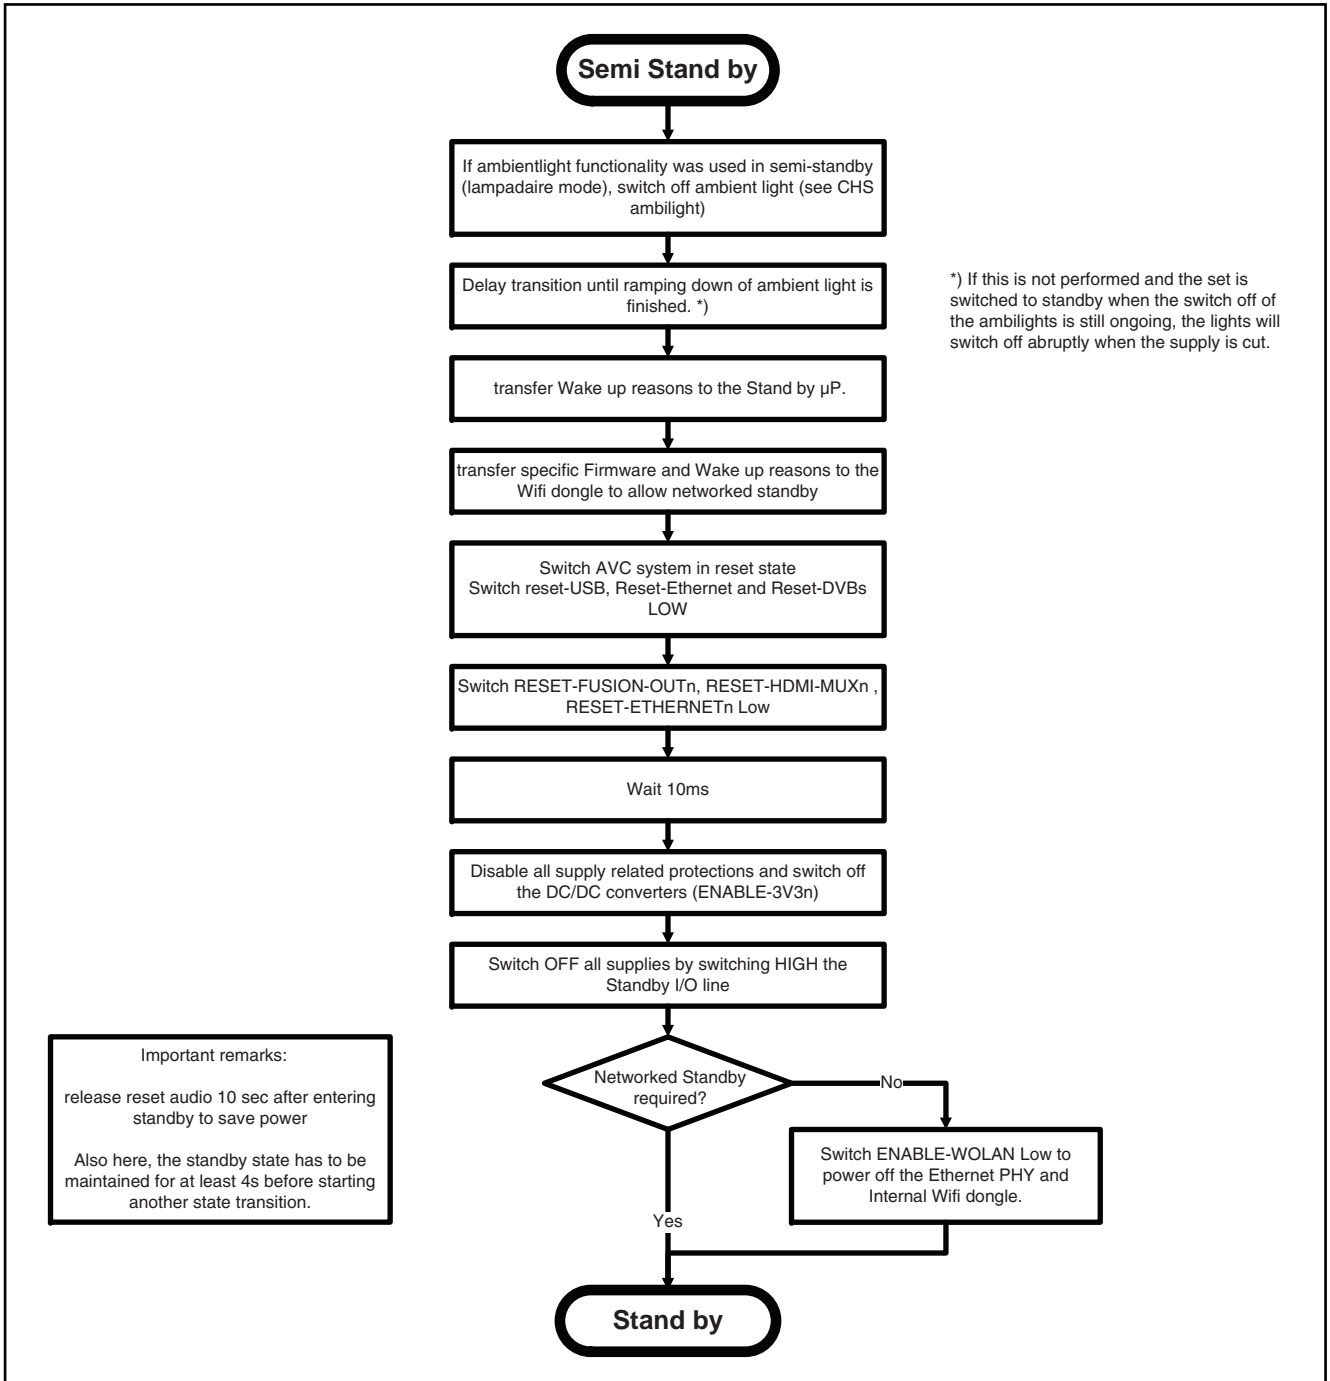 Semi Stand by
If ambientlight functionality was used in semi-standby
(lampadaire mode), switch off ambient light (see CHS
ambilight)
Delay transition until ramping down of ambient light is
finished. *)
*) If this is not performed and the set is
switched to standby when the switch off of
the ambilights is still ongoing, the lights will
switch off abruptly when the supply is cut.
transfer Wake up reasons to the Stand by µP.
transfer specific Firmware and Wake up reasons to the
Wifi dongle to allow networked standby
Switch AVC system in reset state
Switch reset-USB, Reset-Ethernet and Reset-DVBs
LOW
Switch RESET-FUSION-OUTn, RESET-HDMI-MUXn ,
RESET-ETHERNETn Low
Wait 10ms
Disable all supply related protections and switch off
the DC/DC converters (ENABLE-3V3n)
Switch OFF all supplies by switching HIGH the
Standby I/O line
Important remarks:
release reset audio 10 sec after entering
standby to save power
Also here, the standby state has to be
maintained for at least 4s before starting
another state transition.
Networked Standby
required?
No
Switch ENABLE-WOLAN Low to
power off the Ethernet PHY and
Internal Wifi dongle.
Yes
Stand by